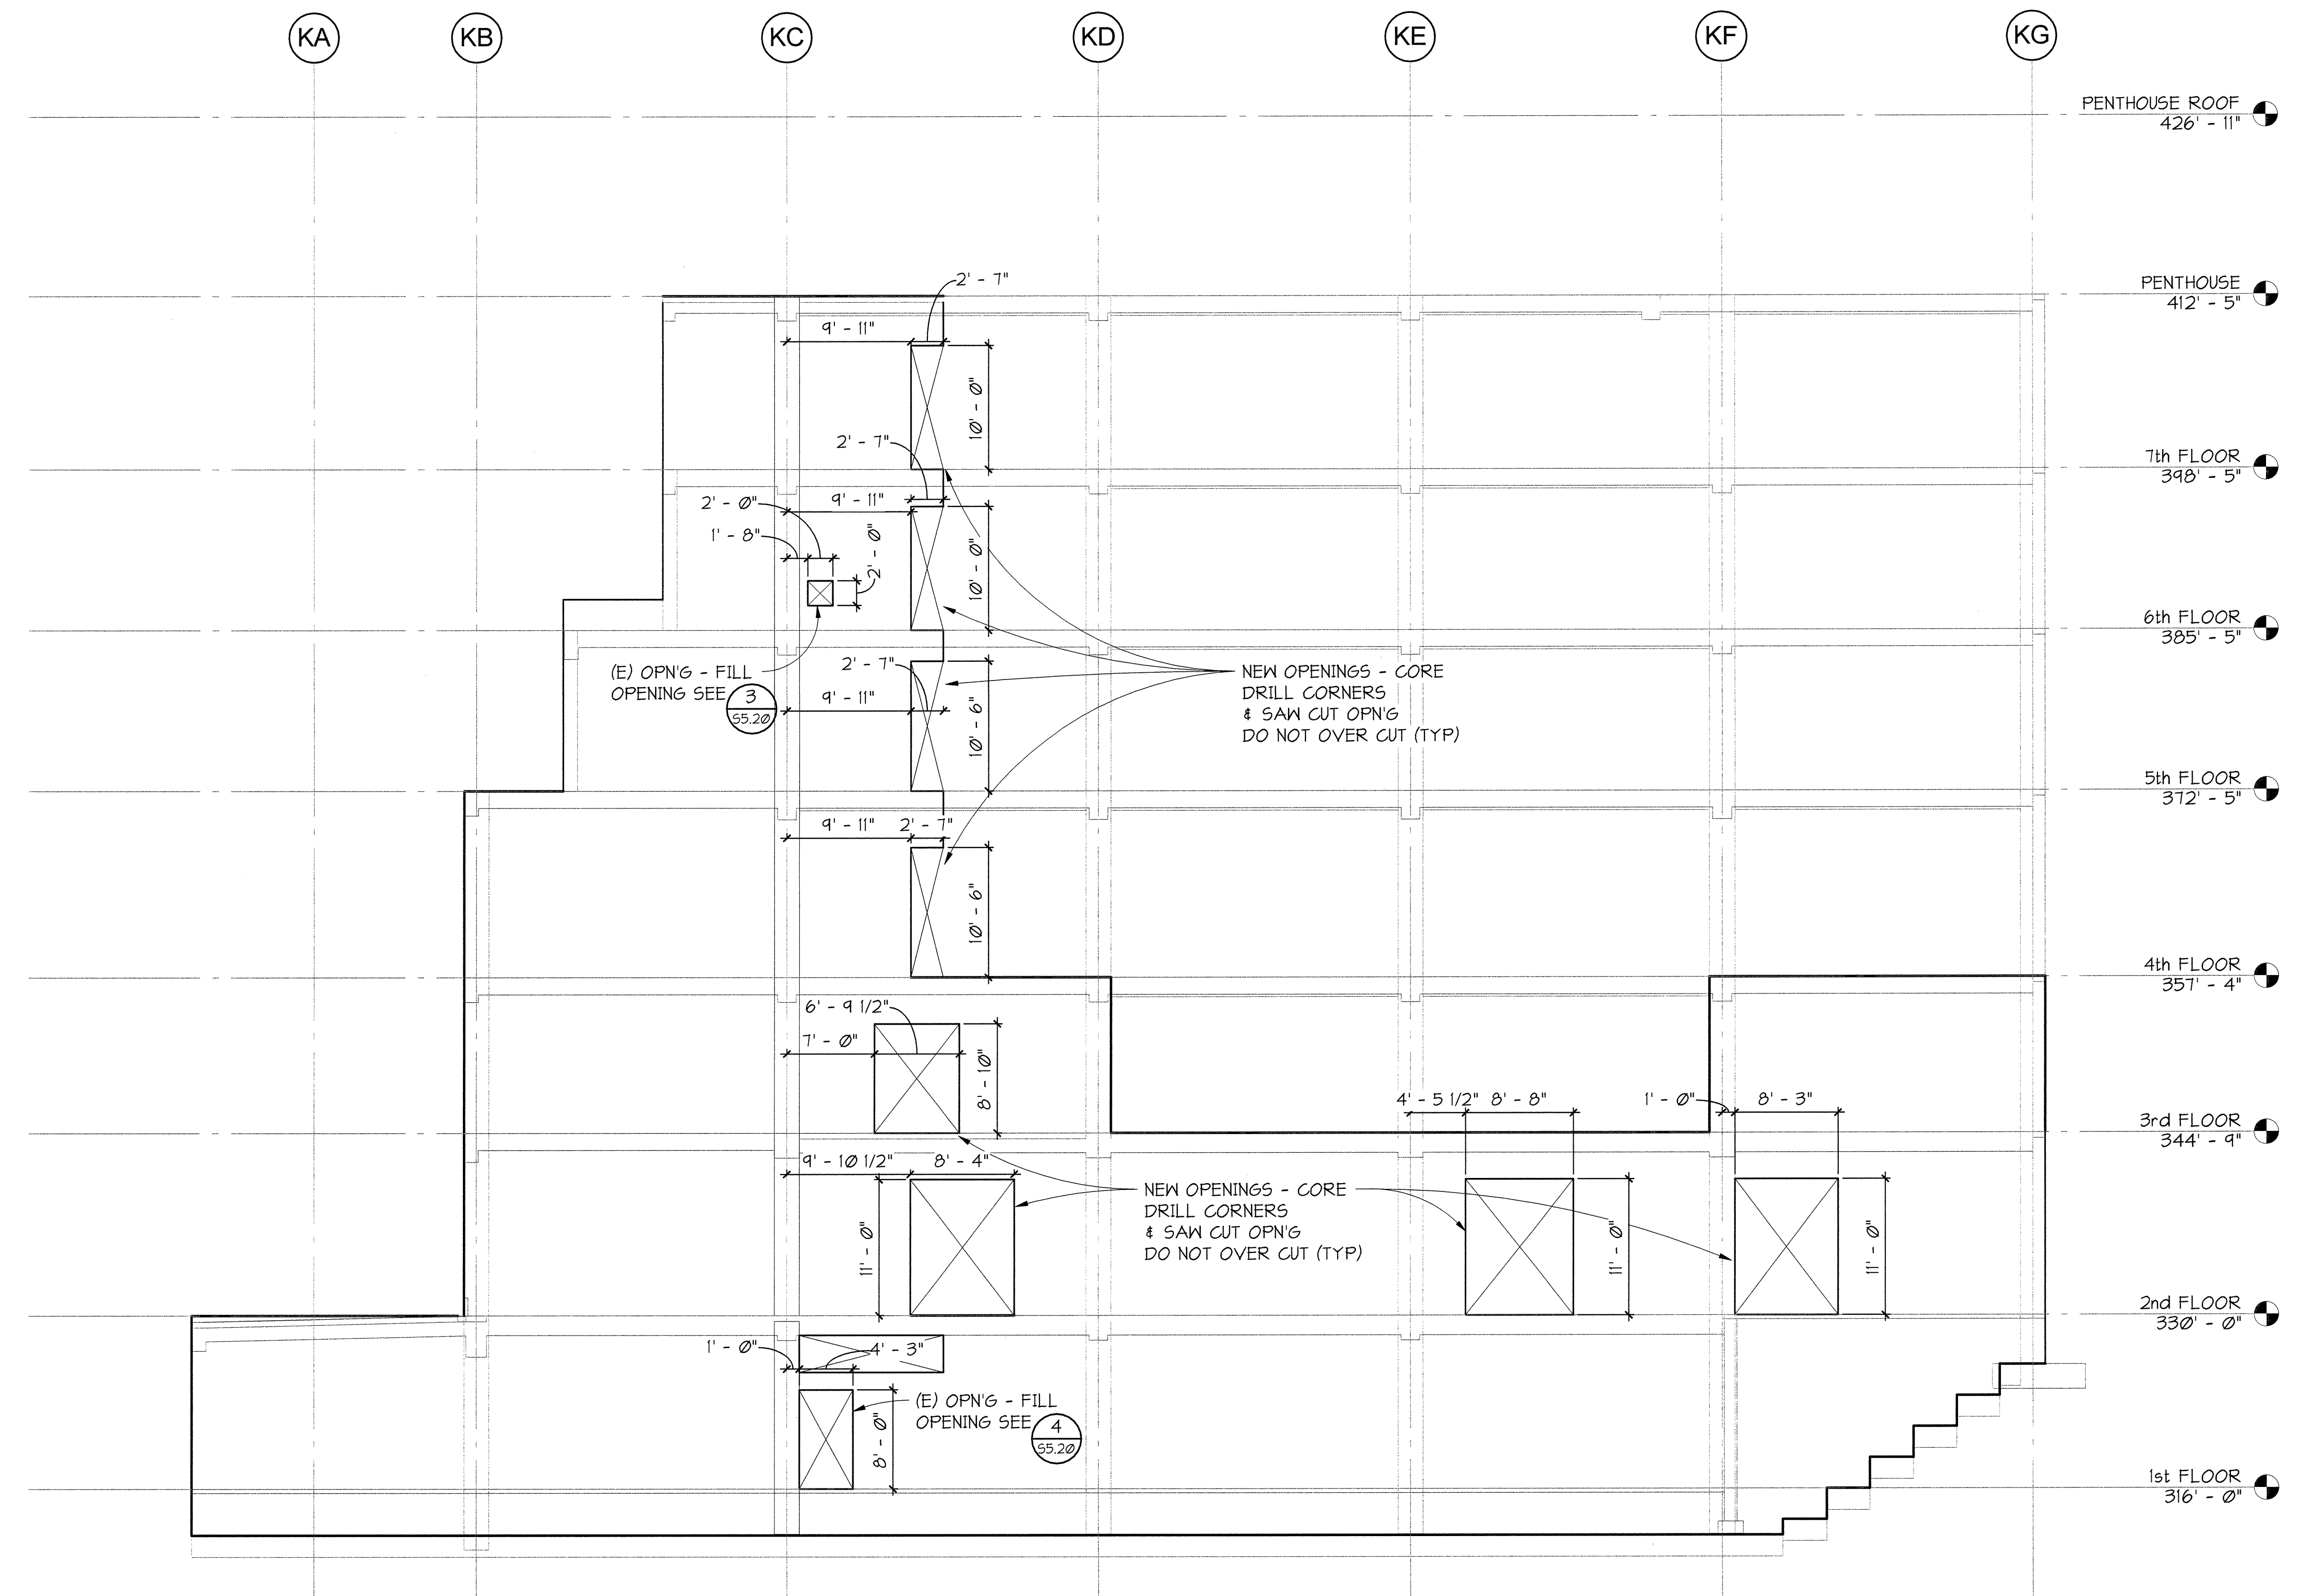 KA
KB
KC
KD
KE
KF
KG
PENTHOUSE ROOF
426' - 11"
PENTHOUSE
412' - 5"
2' - 7"
9' - 11"
10' - 0"
7th FLOOR
398' - 5"
2' - 7"
9' - 11"
2' - 0"
1' - 8"
2' - 0"
10' - 0"
6th FLOOR
385' - 5"
(E) OPN'G - FILL
OPENING SEE
3
S5.20
2' - 7"
9' - 11"
10' - 6"
NEW OPENINGS - CORE
DRILL CORNERS
& SAW CUT OPN'G
DO NOT OVER CUT (TYP)
5th FLOOR
372' - 5"
9' - 11"
2' - 7"
10' - 6"
4th FLOOR
357' - 4"
6' - 9 1/2"
7' - 0"
8' - 10"
4' - 5 1/2"
8' - 8"
1' - 0"
8' - 3"
3rd FLOOR
344' - 9"
9' - 10 1/2"
8' - 4"
11' - 0"
NEW OPENINGS - CORE
DRILL CORNERS
& SAW CUT OPN'G
DO NOT OVER CUT (TYP)
11' - 0"
11' - 0"
2nd FLOOR
330' - 0"
1' - 0"
4' - 3"
(E) OPN'G - FILL
OPENING SEE
4
S5.20
8' - 0"
1st FLOOR
316' - 0"